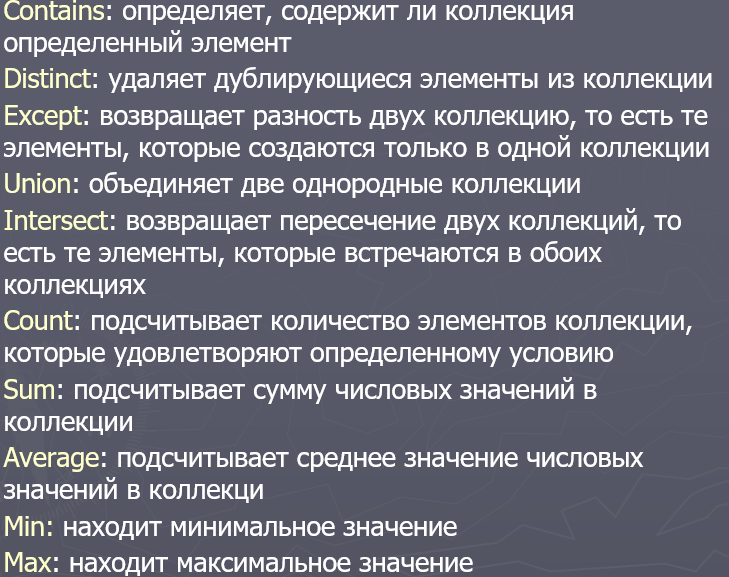 Contains: определяет, содержит ли коллекция
определенный элемент
Distinct: удаляет дублирующиеся элементы из коллекции
Except: возвращает разность двух коллекцию, то есть те
элементы, которые создаются только в одной коллекции
Union: объединяет две однородные коллекции
Intersect: возвращает пересечение двух коллекций, то
есть те элементы, которые встречаются в обоих
коллекциях
Count: подсчитывает количество элементов коллекции,
которые удовлетворяют определенному условию
Sum: подсчитывает сумму числовых значений в
коллекции
Average: подсчитывает среднее значение числовых
значений в коллекци
Min: находит минимальное значение
Max: находит максимальное значение